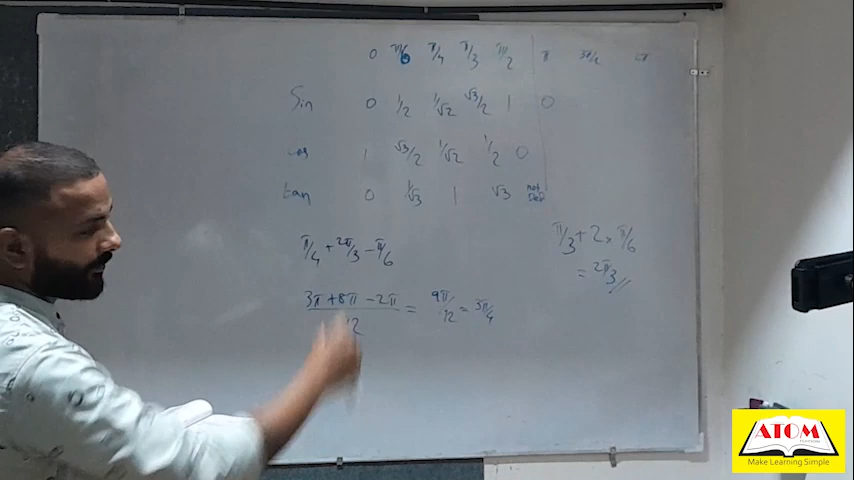 0 π/6 π/4 π/3 π/2 π 3π/2 2π
Sin 0 1/2 1/√2 √3/2 1 0
cos 1 √3/2 1/√2 1/2 0
tan 0 1/√3 1 √3 not Def
π/4 + 2π/3 - π/6
3π + 8π - 2π / 12 = 9π/12 = 3π/4
π/3 + 2 × π/6
= 2π/3 //
ATOM
TUITION
Make Learning Simple